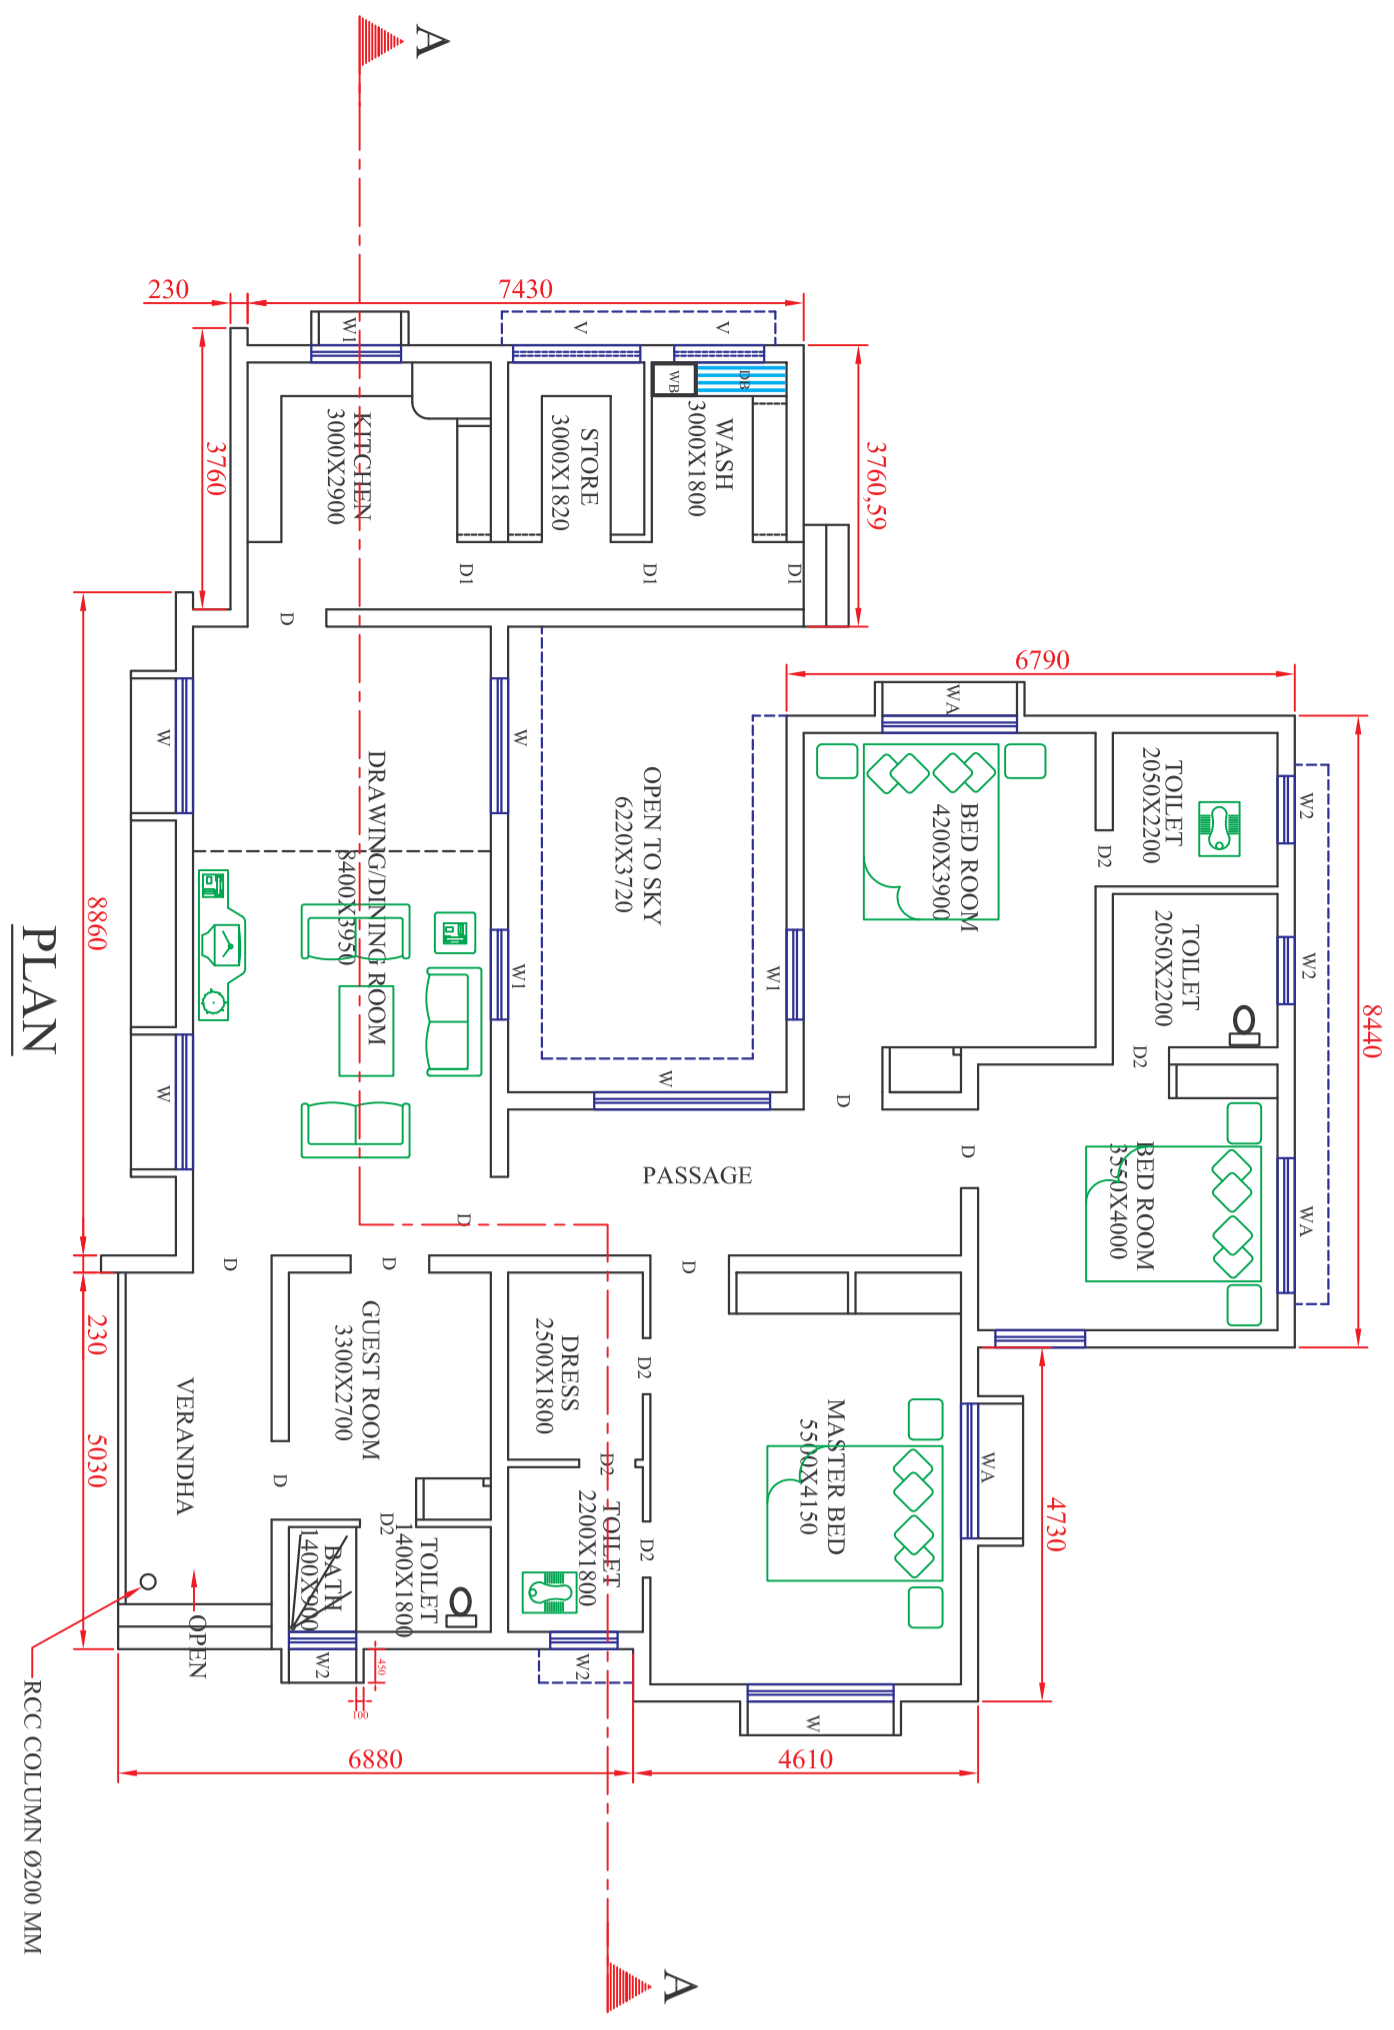 A
7430
230
W1
V
V
3760
3760,59
WB
DB
KITCHEN
3000X2900
STORE
3000X1820
WASH
3000X1800
D1
D1
D1
D
6790
8440
WA
W
W
W
TOILET
2050X2200
W2
OPEN TO SKY
6220X3720
BED ROOM
4200X3900
D2
DRAWING/DINING ROOM
8400X3950
8860
PLAN
W1
W1
TOILET
2050X2200
W2
D2
W
W
D
D
PASSAGE
BED ROOM
3550X4000
WA
D
D
D
D
230
5030
VERANDHA
GUEST ROOM
3300X2700
DRESS
2500X1800
D2
MASTER BED
5500X4150
WA
4730
D
D2
D2
D2
BATH
1400X900
TOILET
1400X1800
TOILET
2200X1800
OPEN
W2
450
100
W2
W
6880
4610
RCC COLUMN Ø200 MM
A